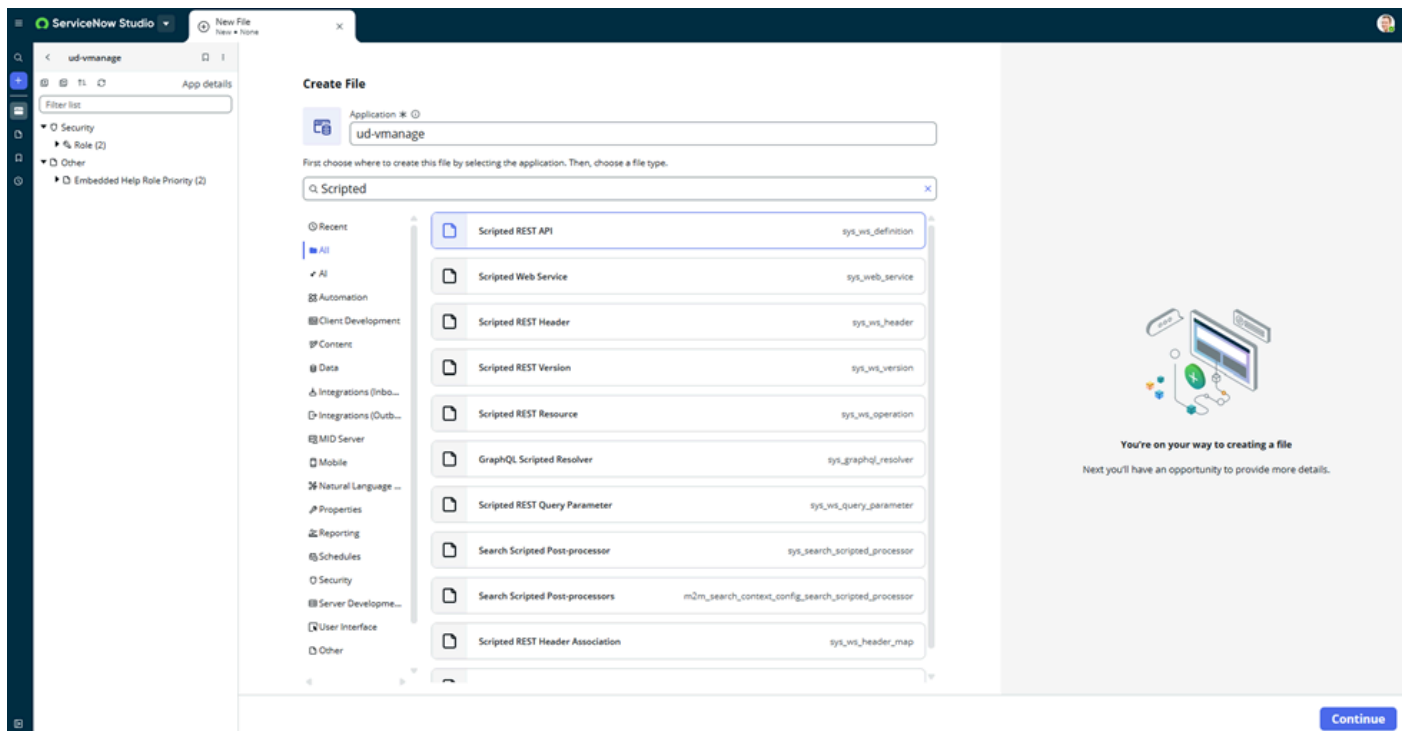 ServiceNow Studio
New File
New • None
ud-vmanage
App details
Filter list
Security
Role (2)
Other
Embedded Help Role Priority (2)
Create File
Application *
ud-vmanage
First choose where to create this file by selecting the application. Then, choose a file type.
Scripted
Recent
All
AI
Automation
Client Development
Content
Data
Integrations (Inbo...
Integrations (Outb...
MID Server
Mobile
Natural Language ...
Properties
Reporting
Schedules
Security
Server Developme...
User Interface
Other
Scripted REST API sys_ws_definition
Scripted Web Service sys_web_service
Scripted REST Header sys_ws_header
Scripted REST Version sys_ws_version
Scripted REST Resource sys_ws_operation
GraphQL Scripted Resolver sys_graphql_resolver
Scripted REST Query Parameter sys_ws_query_parameter
Search Scripted Post-processor sys_search_scripted_processor
Search Scripted Post-processors m2m_search_context_config_search_scripted_processor
Scripted REST Header Association sys_ws_header_map
You're on your way to creating a file
Next you'll have an opportunity to provide more details.
Continue